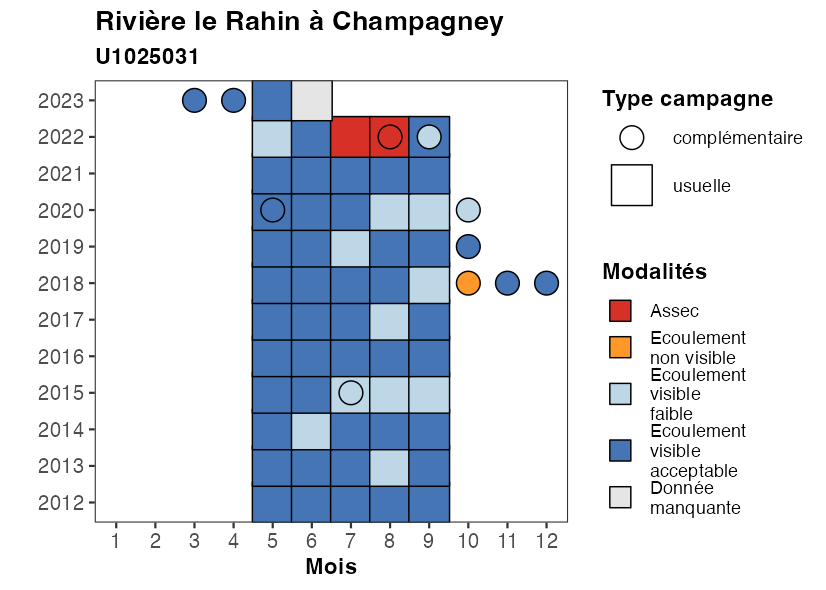 Rivière le Rahin à Champagney
U1025031
2023
2022
2021
2020
2019
2018
2017
2016
2015
2014
2013
2012
1 2 3 4 5 6 7 8 9 10 11 12
Mois
Type campagne
complémentaire
usuelle
Modalités
Assec
Ecoulement
non visible
Ecoulement
visible
faible
Ecoulement
visible
acceptable
Donnée
manquante